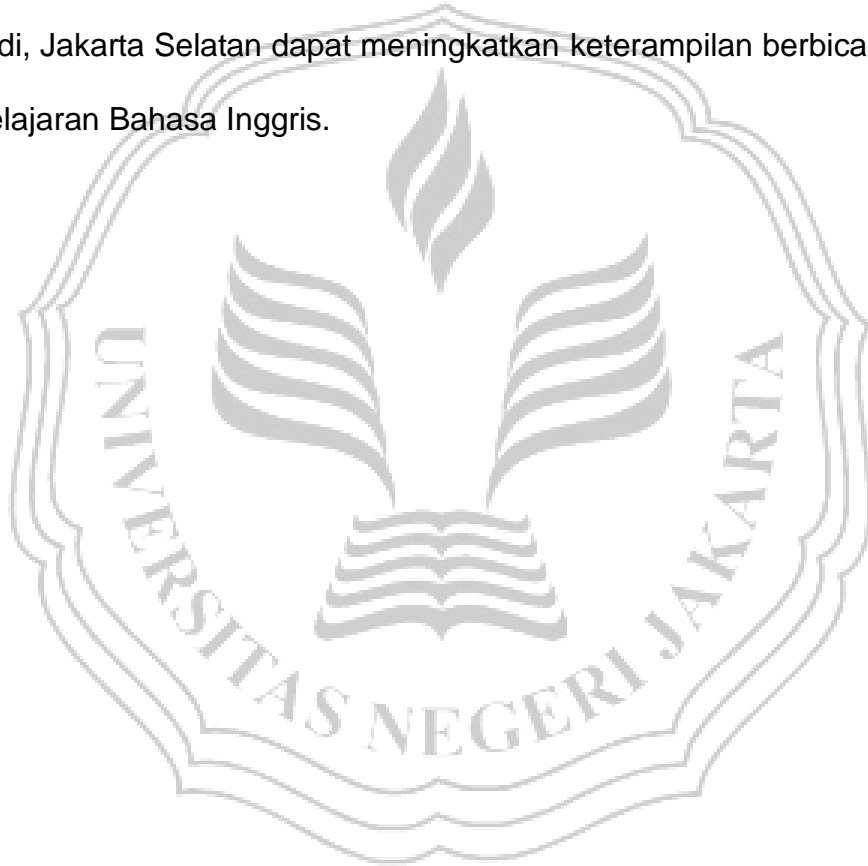 di, Jakarta Selatan dapat meningkatkan keterampilan berbica
elajaran Bahasa Inggris.
UNIVERSITAS NEGERI JAKARTA